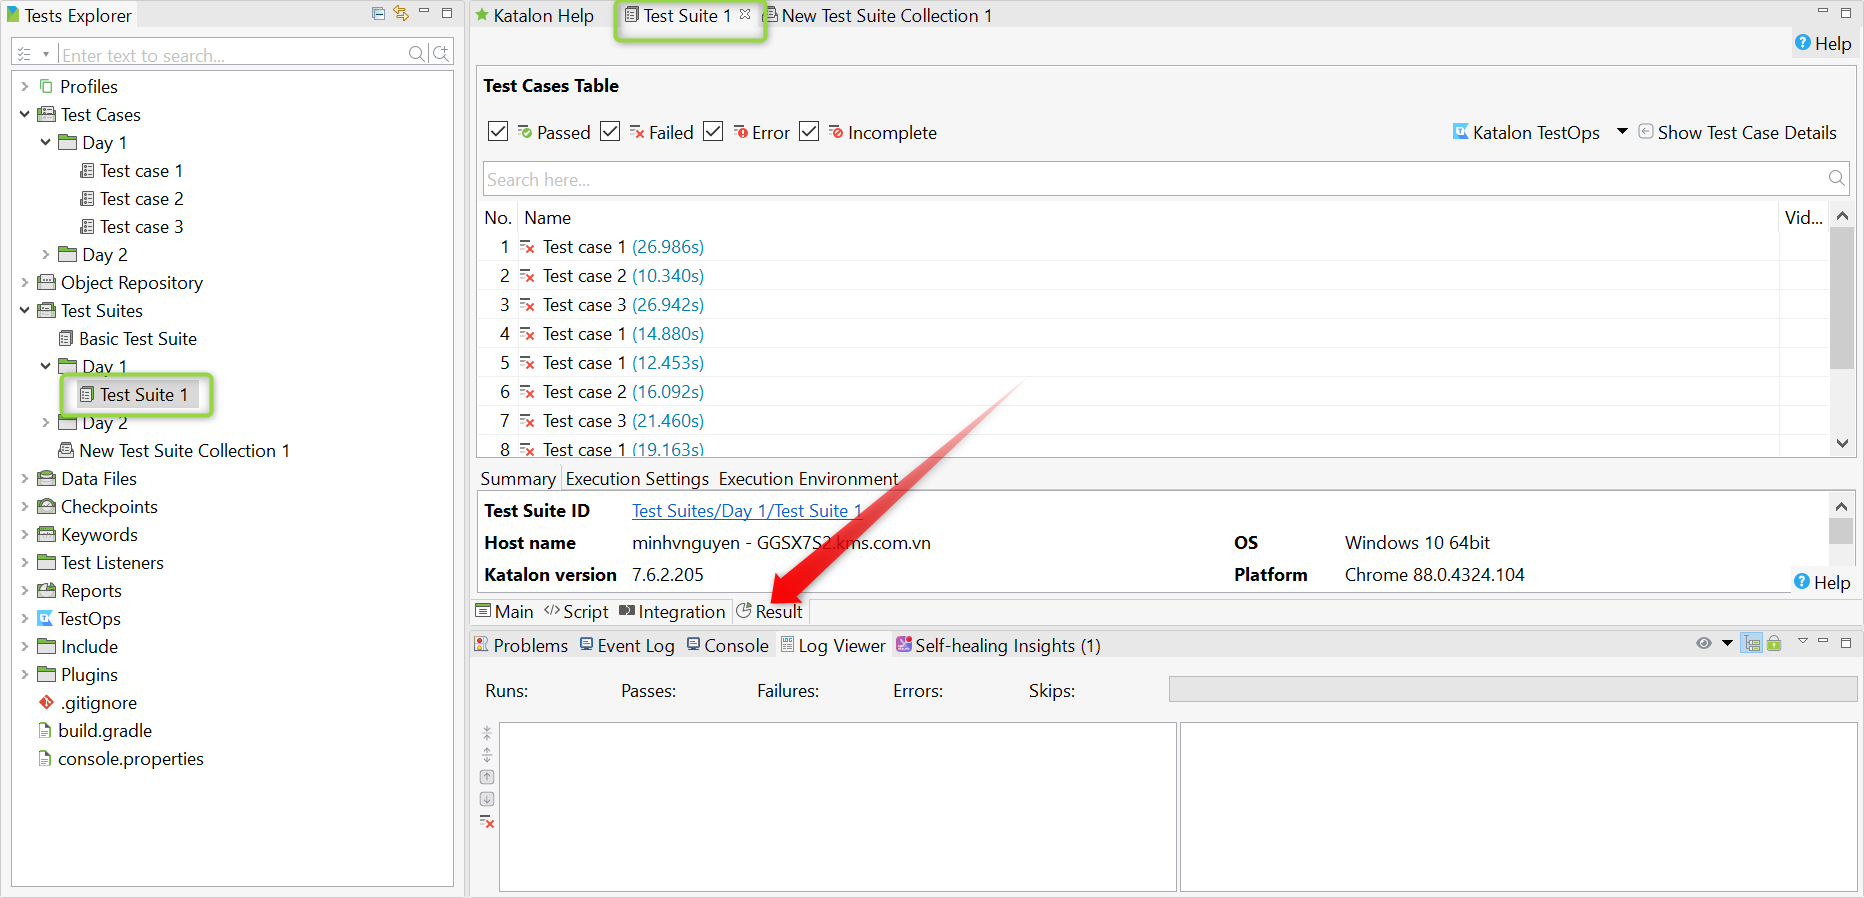 Tests Explorer
Enter text to search...
Profiles
Test Cases
Day 1
Test case 1
Test case 2
Test case 3
Day 2
Object Repository
Test Suites
Basic Test Suite
Day 1
Test Suite 1
Day 2
New Test Suite Collection 1
Data Files
Checkpoints
Keywords
Test Listeners
Reports
TestOps
Include
Plugins
.gitignore
build.gradle
console.properties
Katalon Help
Test Suite 1
New Test Suite Collection 1
Help
Test Cases Table
Passed Failed Error Incomplete
Katalon TestOps Show Test Case Details
Search here...
No. Name Vid...
1 Test case 1 (26.986s)
2 Test case 2 (10.340s)
3 Test case 3 (26.942s)
4 Test case 1 (14.880s)
5 Test case 1 (12.453s)
6 Test case 2 (16.092s)
7 Test case 3 (21.460s)
8 Test case 1 (19.163s)
Summary Execution Settings Execution Environment
Test Suite ID Test Suites/Day 1/Test Suite 1
Host name minhvnguyen - GGSX7S2.kms.com.vn OS Windows 10 64bit
Katalon version 7.6.2.205 Platform Chrome 88.0.4324.104
Help
Main Script Integration Result
Problems Event Log Console Log Viewer Self-healing Insights (1)
Runs: Passes: Failures: Errors: Skips: